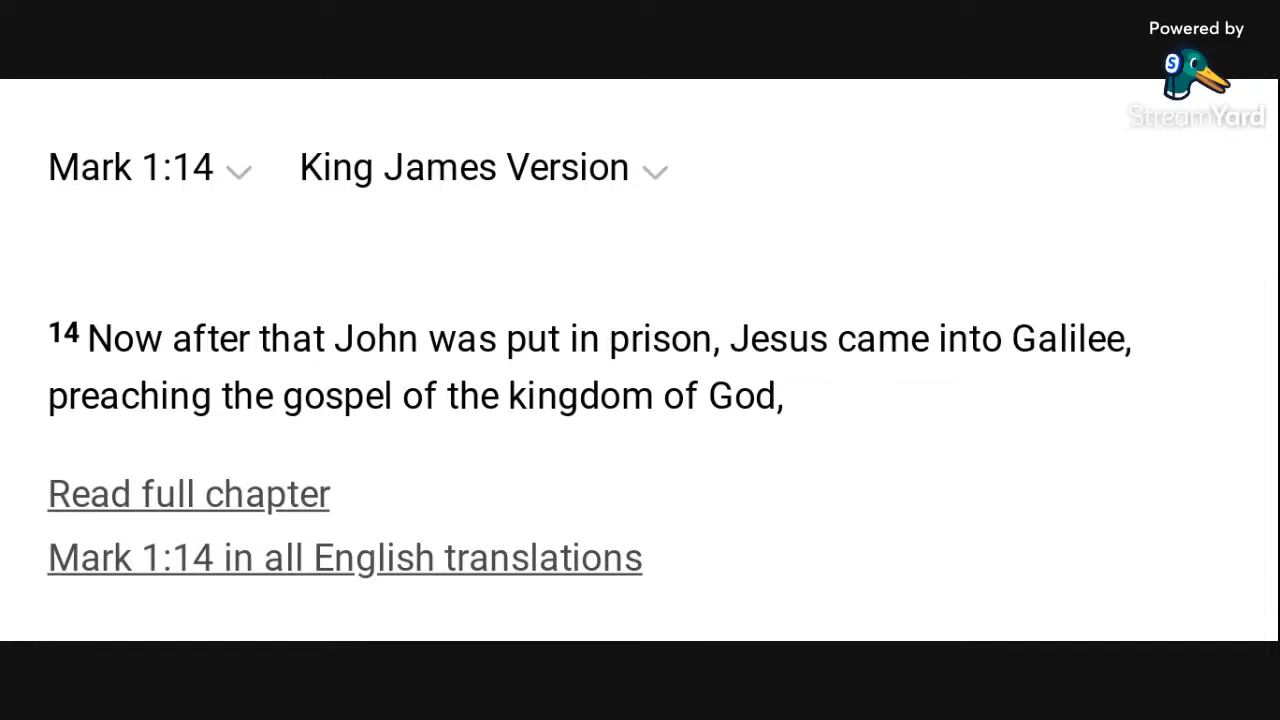 Powered by
S
StreamYard
Mark 1:14 King James Version
14 Now after that John was put in prison, Jesus came into Galilee,
preaching the gospel of the kingdom of God,
Read full chapter
Mark 1:14 in all English translations